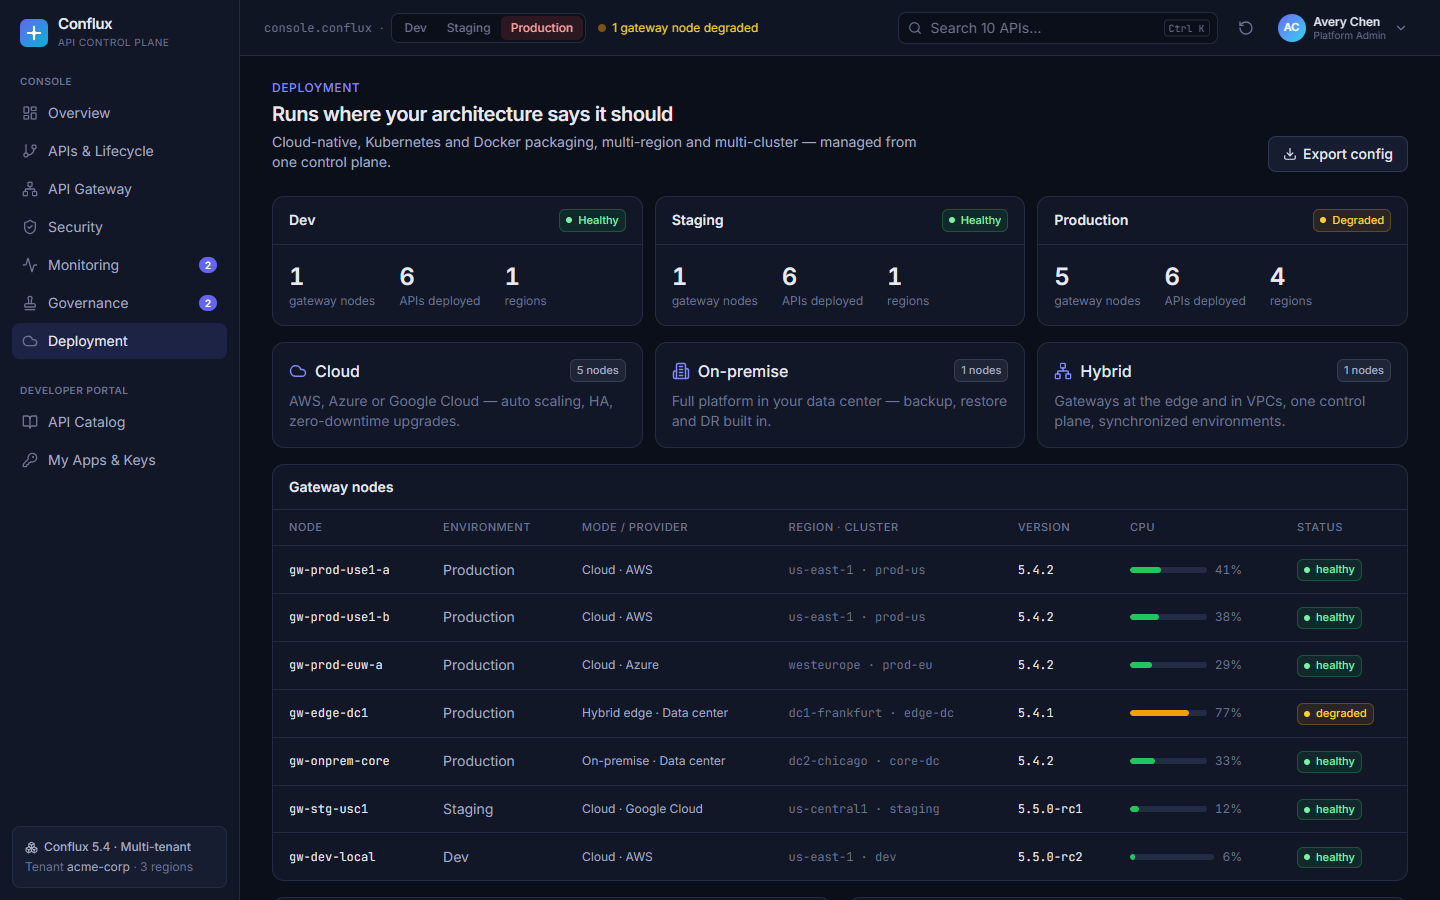 Conflux
API CONTROL PLANE
CONSOLE
Overview
APIs & Lifecycle
API Gateway
Security
Monitoring 2
Governance 2
Deployment
DEVELOPER PORTAL
API Catalog
My Apps & Keys
Conflux 5.4 · Multi-tenant
Tenant acme-corp · 3 regions
console.conflux · Dev Staging Production 1 gateway node degraded
Search 10 APIs... Ctrl K
AC Avery Chen
Platform Admin
DEPLOYMENT
Runs where your architecture says it should
Cloud-native, Kubernetes and Docker packaging, multi-region and multi-cluster — managed from
one control plane.
Export config
Dev Healthy
1 6 1
gateway nodes APIs deployed regions
Staging Healthy
1 6 1
gateway nodes APIs deployed regions
Production Degraded
5 6 4
gateway nodes APIs deployed regions
Cloud 5 nodes
AWS, Azure or Google Cloud — auto scaling, HA,
zero-downtime upgrades.
On-premise 1 nodes
Full platform in your data center — backup, restore
and DR built in.
Hybrid 1 nodes
Gateways at the edge and in VPCs, one control
plane, synchronized environments.
Gateway nodes
NODE ENVIRONMENT MODE / PROVIDER REGION · CLUSTER VERSION CPU STATUS
gw-prod-use1-a Production Cloud · AWS us-east-1 · prod-us 5.4.2 41% healthy
gw-prod-use1-b Production Cloud · AWS us-east-1 · prod-us 5.4.2 38% healthy
gw-prod-euw-a Production Cloud · Azure westeurope · prod-eu 5.4.2 29% healthy
gw-edge-dc1 Production Hybrid edge · Data center dc1-frankfurt · edge-dc 5.4.1 77% degraded
gw-onprem-core Production On-premise · Data center dc2-chicago · core-dc 5.4.2 33% healthy
gw-stg-usc1 Staging Cloud · Google Cloud us-central1 · staging 5.5.0-rc1 12% healthy
gw-dev-local Dev Cloud · AWS us-east-1 · dev 5.5.0-rc2 6% healthy